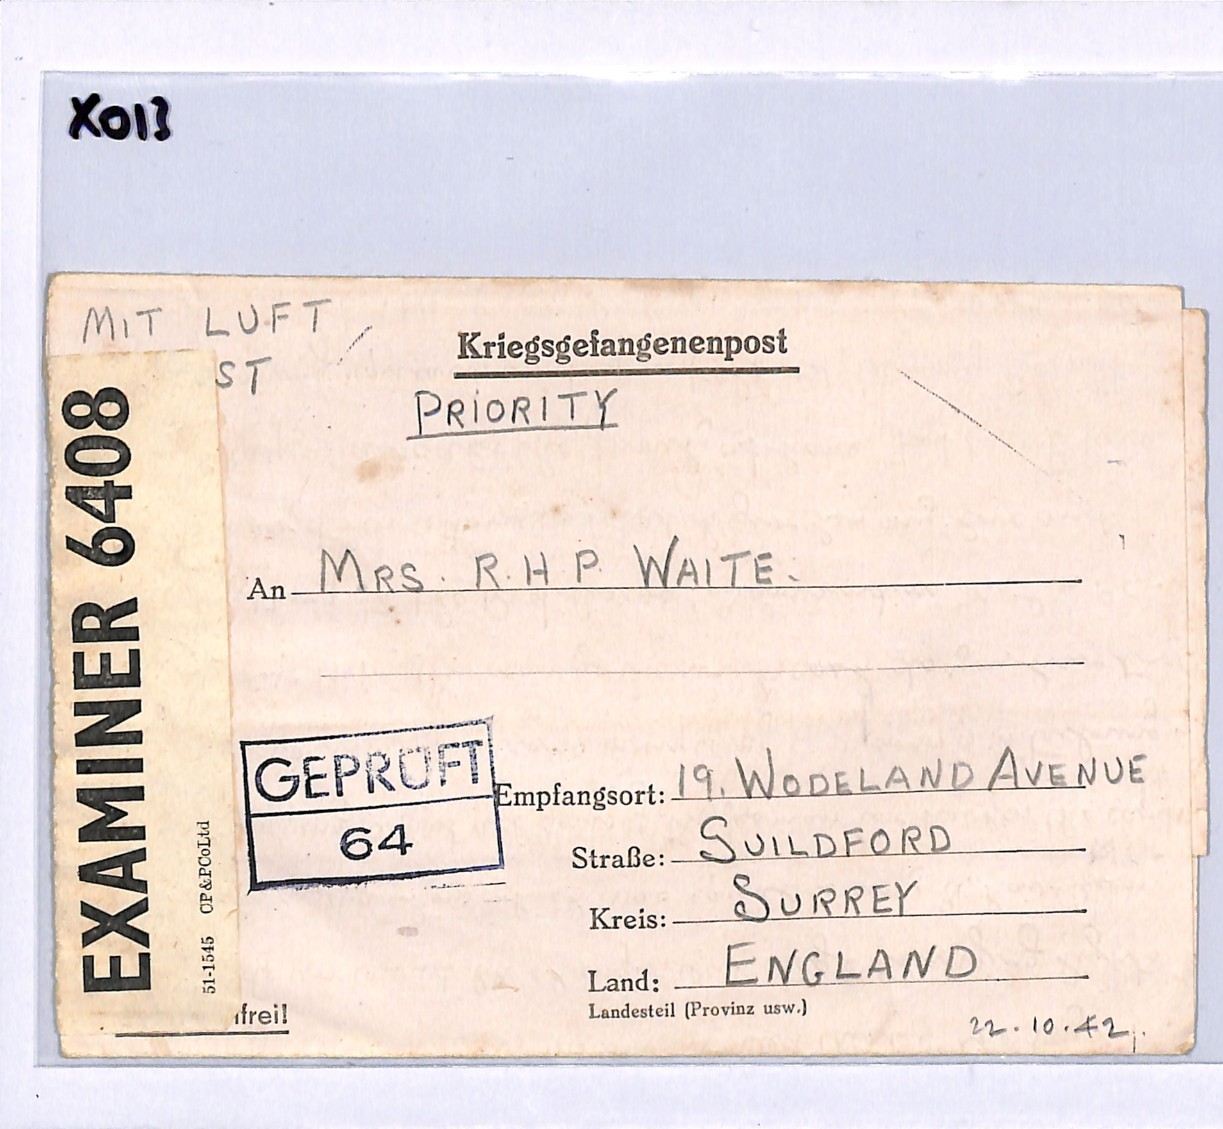 X013
MIT LUFT
ST
Kriegsgefangenenpost
PRIORITY
EXAMINER 6408
51-1545 CP&PCoLtd
An MRS. R. H P. WAITE.
GEPRÜFT
64
Empfangsort: 19, WODELAND AVENUE
Straße: GUILDFORD
Kreis: SURREY
Land: ENGLAND
Landesteil (Provinz usw.)
frei!
22.10.42.